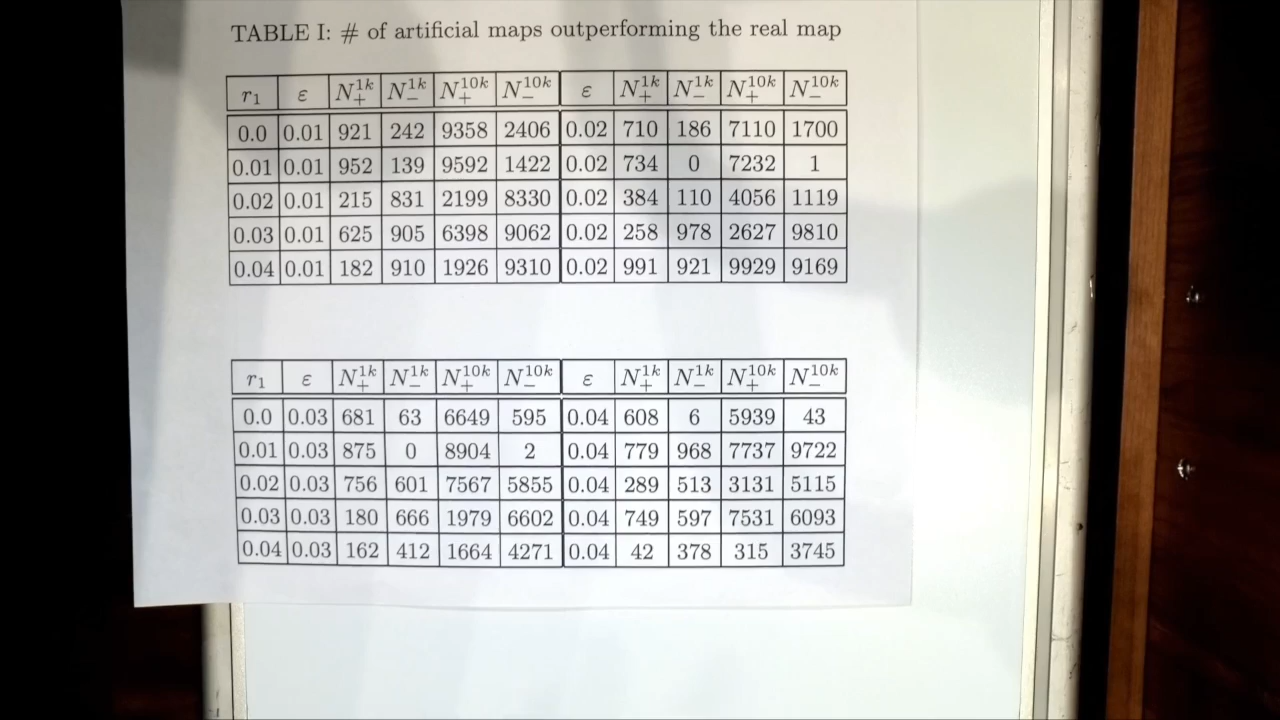 TABLE I: # of artificial maps outperforming the real map
r₁ ε N₊^1k N₋^1k N₊^10k N₋^10k ε N₊^1k N₋^1k N₊^10k N₋^10k
0.0 0.01 921 242 9358 2406 0.02 710 186 7110 1700
0.01 0.01 952 139 9592 1422 0.02 734 0 7232 1
0.02 0.01 215 831 2199 8330 0.02 384 110 4056 1119
0.03 0.01 625 905 6398 9062 0.02 258 978 2627 9810
0.04 0.01 182 910 1926 9310 0.02 991 921 9929 9169
r₁ ε N₊^1k N₋^1k N₊^10k N₋^10k ε N₊^1k N₋^1k N₊^10k N₋^10k
0.0 0.03 681 63 6649 595 0.04 608 6 5939 43
0.01 0.03 875 0 8904 2 0.04 779 968 7737 9722
0.02 0.03 756 601 7567 5855 0.04 289 513 3131 5115
0.03 0.03 180 666 1979 6602 0.04 749 597 7531 6093
0.04 0.03 162 412 1664 4271 0.04 42 378 315 3745